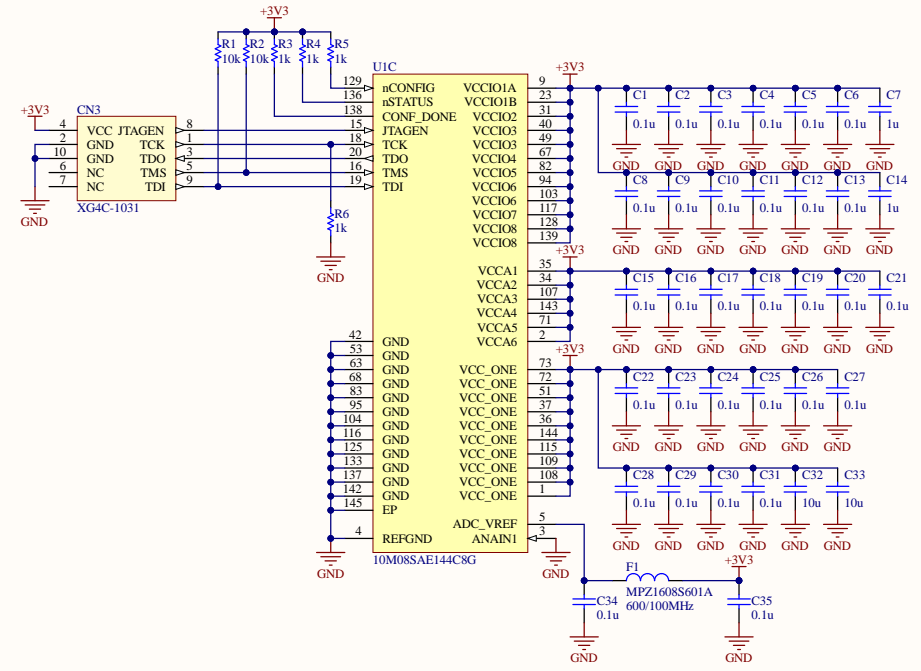 +3V3
R1 R2 R3 R4 R5
10k 10k 1k 1k 1k
U1C
129 nCONFIG
136 nSTATUS
138 CONF_DONE
15 JTAGEN
18 TCK
20 TDO
16 TMS
19 TDI
+3V3
CN3
4 VCC JTAGEN 8
2 GND TCK 1
10 GND TDO 3
6 NC TMS 5
7 NC TDI 9
XG4C-1031
GND
R6
1k
GND
42 GND
53 GND
63 GND
68 GND
83 GND
95 GND
104 GND
116 GND
125 GND
133 GND
137 GND
142 GND
145 EP
4 REFGND
GND
10M08SAE144C8G
+3V3
VCCIO1A 9
VCCIO1B 23
VCCIO2 31
VCCIO3 40
VCCIO3 49
VCCIO4 67
VCCIO5 82
VCCIO6 94
VCCIO6 103
VCCIO7 117
VCCIO8 128
VCCIO8 139
+3V3
VCCA1 35
VCCA2 34
VCCA3 107
VCCA4 143
VCCA5 71
VCCA6 2
+3V3
VCC_ONE 73
VCC_ONE 72
VCC_ONE 51
VCC_ONE 37
VCC_ONE 36
VCC_ONE 144
VCC_ONE 115
VCC_ONE 109
VCC_ONE 108
VCC_ONE 1
ADC_VREF 5
ANAIN1 3
GND
C1 C2 C3 C4 C5 C6 C7
0.1u 0.1u 0.1u 0.1u 0.1u 0.1u 1u
GND GND GND GND GND GND GND
C8 C9 C10 C11 C12 C13 C14
0.1u 0.1u 0.1u 0.1u 0.1u 0.1u 1u
GND GND GND GND GND GND GND
C15 C16 C17 C18 C19 C20 C21
0.1u 0.1u 0.1u 0.1u 0.1u 0.1u 0.1u
GND GND GND GND GND GND GND
C22 C23 C24 C25 C26 C27
0.1u 0.1u 0.1u 0.1u 0.1u 0.1u
GND GND GND GND GND GND
C28 C29 C30 C31 C32 C33
0.1u 0.1u 0.1u 0.1u 10u 10u
GND GND GND GND GND GND
F1
MPZ1608S601A
600/100MHz
+3V3
C34 C35
0.1u 0.1u
GND GND